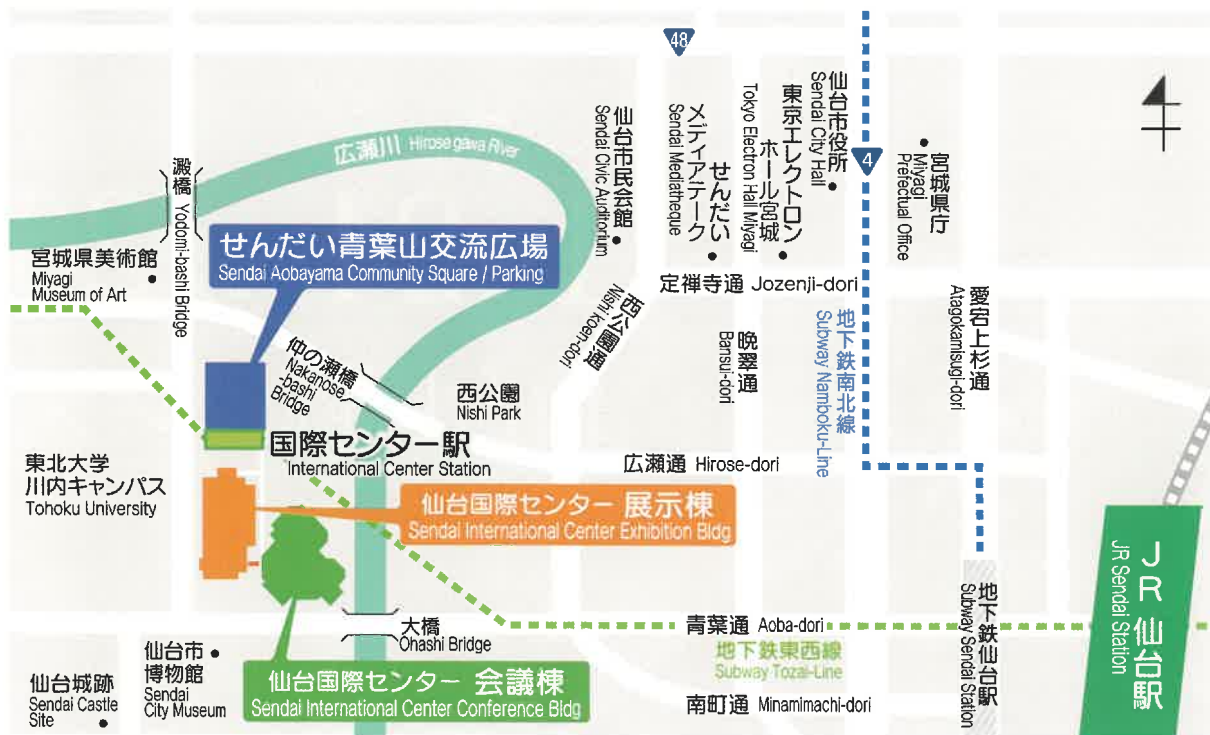 48
仙台市役所
Sendai City Hall
東京エレクトロン
ホール宮城
Tokyo Electron Hall Miyagi
せんだい
メディアテーク
Sendai Mediatheque
仙台市民会館
Sendai Civic Auditorium
4
宮城県庁
Miyagi
Prefectual Office
広瀬川 Hirose gawa River
澱橋 Yodomi-bashi Bridge
せんだい青葉山交流広場
Sendai Aobayama Community Square / Parking
宮城県美術館
Miyagi
Museum of Art
定禅寺通 Jozenji-dori
西公園通
Nishi koen-dori
晩翠通
Bansui-dori
地下鉄南北線
Subway Namboku-Line
愛宕上杉通
Atagokamisugi-dori
仲の瀬橋
Nakanose
-bashi
Bridge
西公園
Nishi Park
国際センター駅
International Center Station
広瀬通 Hirose-dori
東北大学
川内キャンパス
Tohoku University
仙台国際センター 展示棟
Sendai International Center Exhibition Bldg
JR 仙台駅
JR Sendai Station
地下鉄仙台駅
Subway Sendai Station
大橋
Ohashi Bridge
青葉通 Aoba-dori
地下鉄東西線
Subway Tozai-Line
仙台市
博物館
Sendai
City Museum
仙台国際センター 会議棟
Sendai International Center Conference Bldg
仙台城跡
Sendai Castle
Site
南町通 Minamimachi-dori